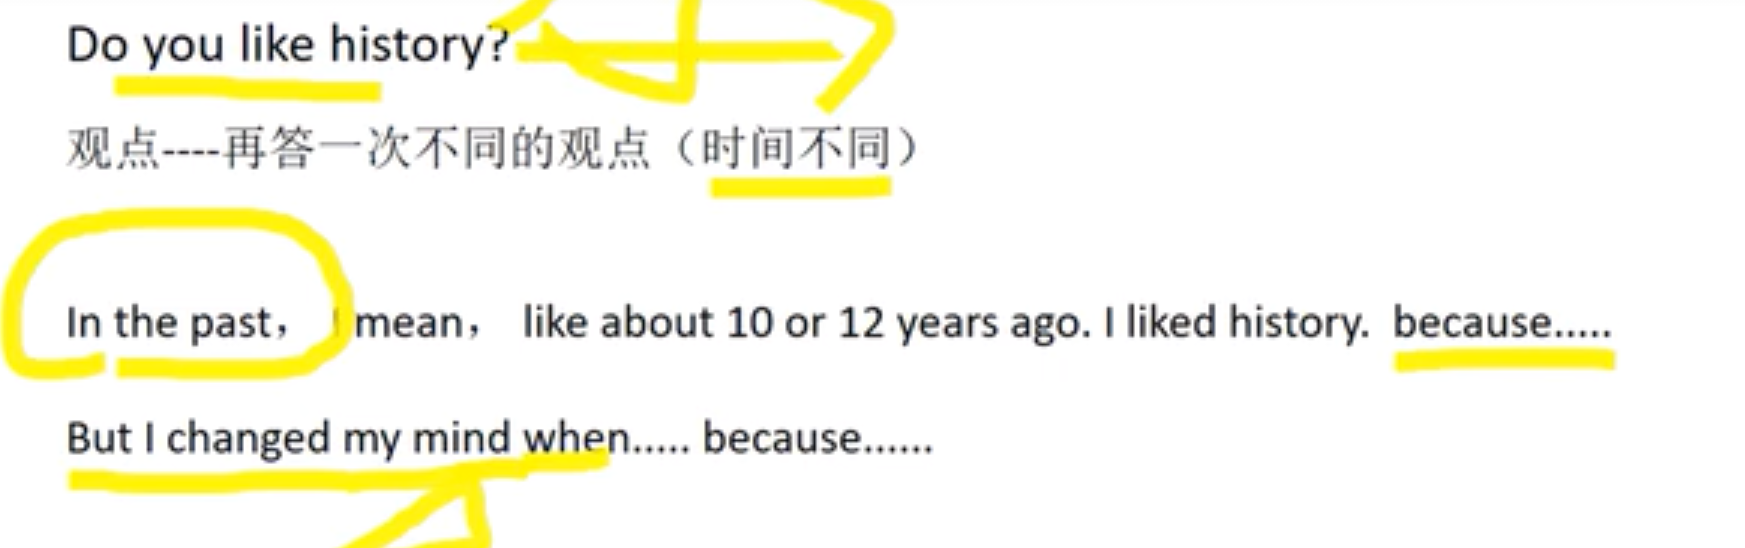 Do you like history?
观点----再答一次不同的观点（时间不同）
In the past， I mean， like about 10 or 12 years ago. I liked history. because.....
But I changed my mind when..... because......